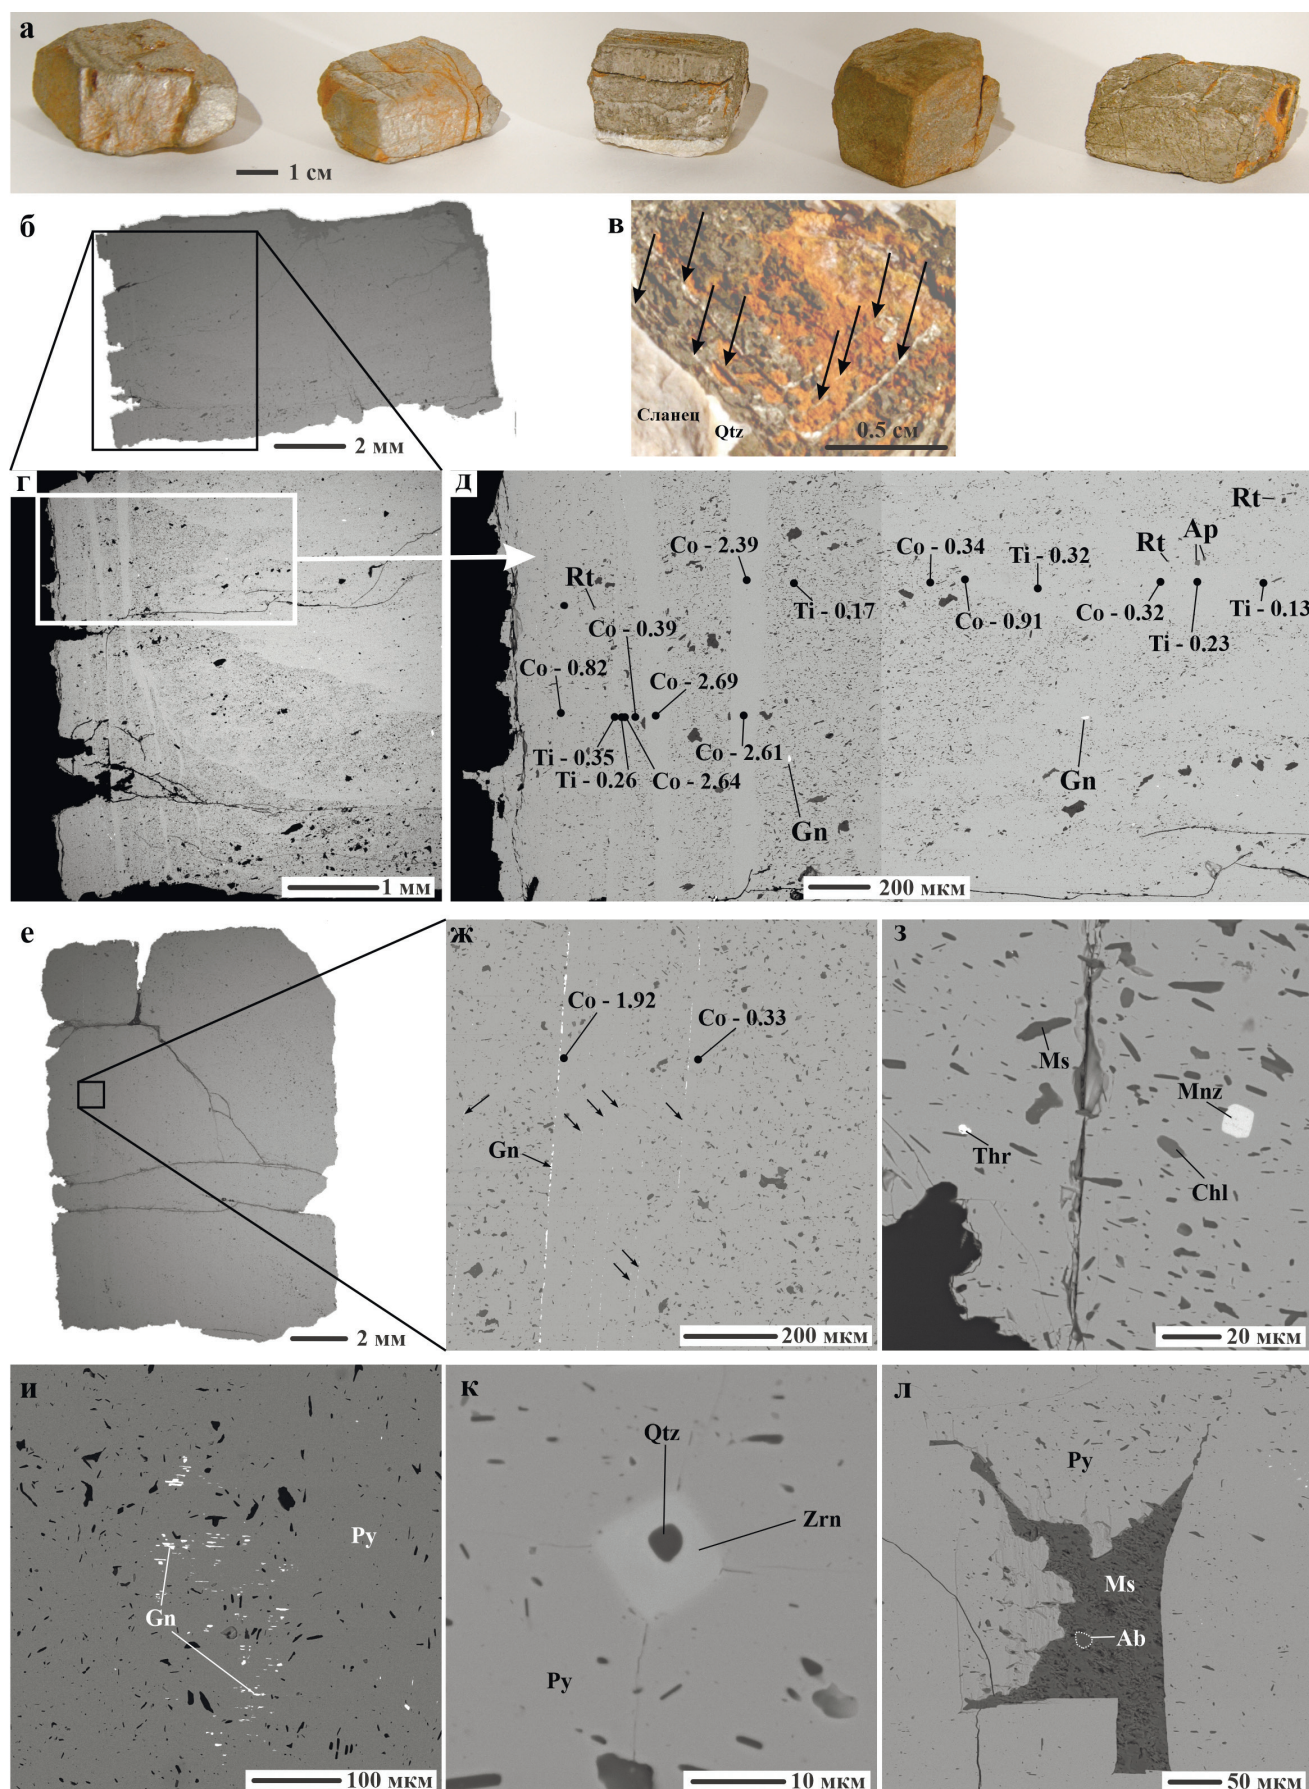 а
1 см
б
2 мм
в
Сланец
Qtz
0.5 см
г
1 мм
д
Rt
Co - 2.39
Co - 0.34
Ti - 0.32
Rt
Ap
Rt
Ti - 0.17
Co - 0.91
Co - 0.32
Ti - 0.13
Co - 0.39
Ti - 0.23
Co - 0.82
Co - 2.69
Ti - 0.35
Co - 2.61
Ti - 0.26
Co - 2.64
Gn
Gn
200 мкм
е
2 мм
ж
Co - 1.92
Co - 0.33
Gn
200 мкм
з
Ms
Mnz
Thr
Chl
20 мкм
и
Py
Gn
100 мкм
к
Qtz
Zrn
Py
10 мкм
л
Py
Ms
Ab
50 мкм